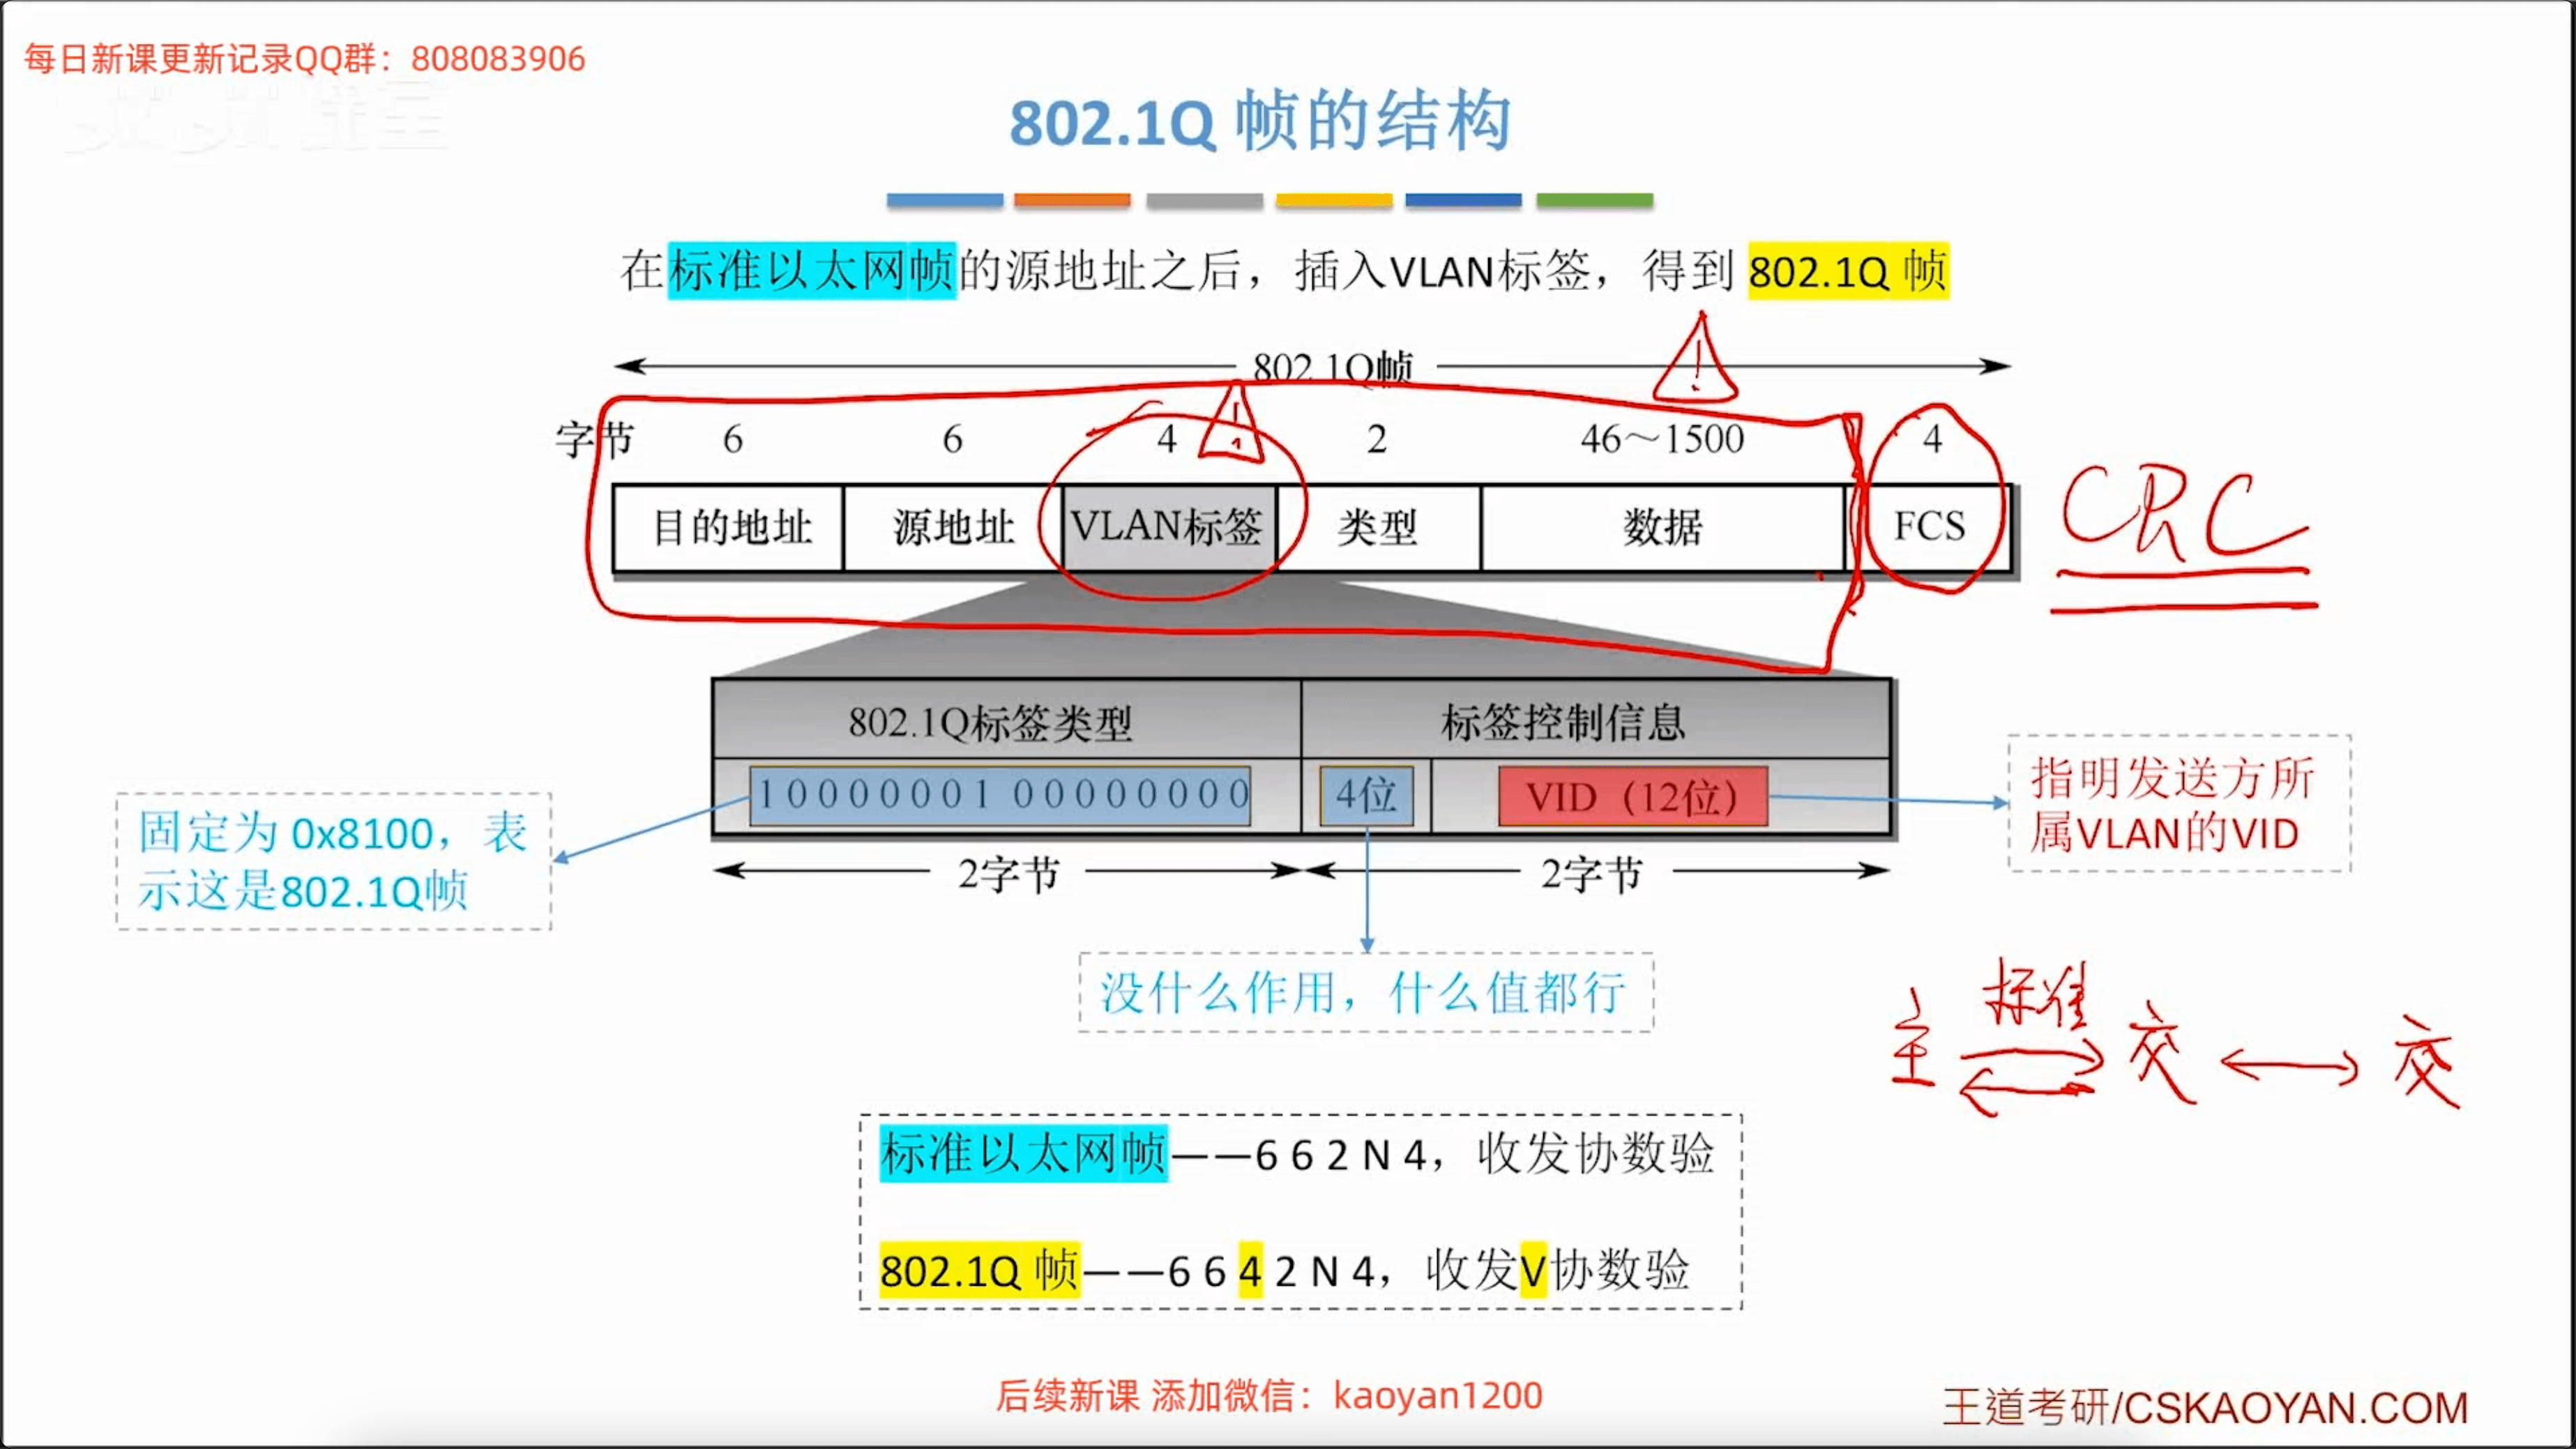 每日新课更新记录QQ群：808083906
802.1Q 帧的结构
在标准以太网帧的源地址之后，插入VLAN标签，得到 802.1Q 帧
802.1Q帧
字节 6 6 4 2 46～1500 4
目的地址 源地址 VLAN标签 类型 数据 FCS
CRC
802.1Q标签类型 标签控制信息
1 0 0 0 0 0 0 1 0 0 0 0 0 0 0 0 4位 VID（12位）
2字节 2字节
固定为 0x8100，表
示这是802.1Q帧
指明发送方所
属VLAN的VID
没什么作用，什么值都行
标准
主 交 交
标准以太网帧——6 6 2 N 4，收发协数验
802.1Q 帧——6 6 4 2 N 4，收发V协数验
后续新课 添加微信：kaoyan1200
王道考研/CSKAOYAN.COM